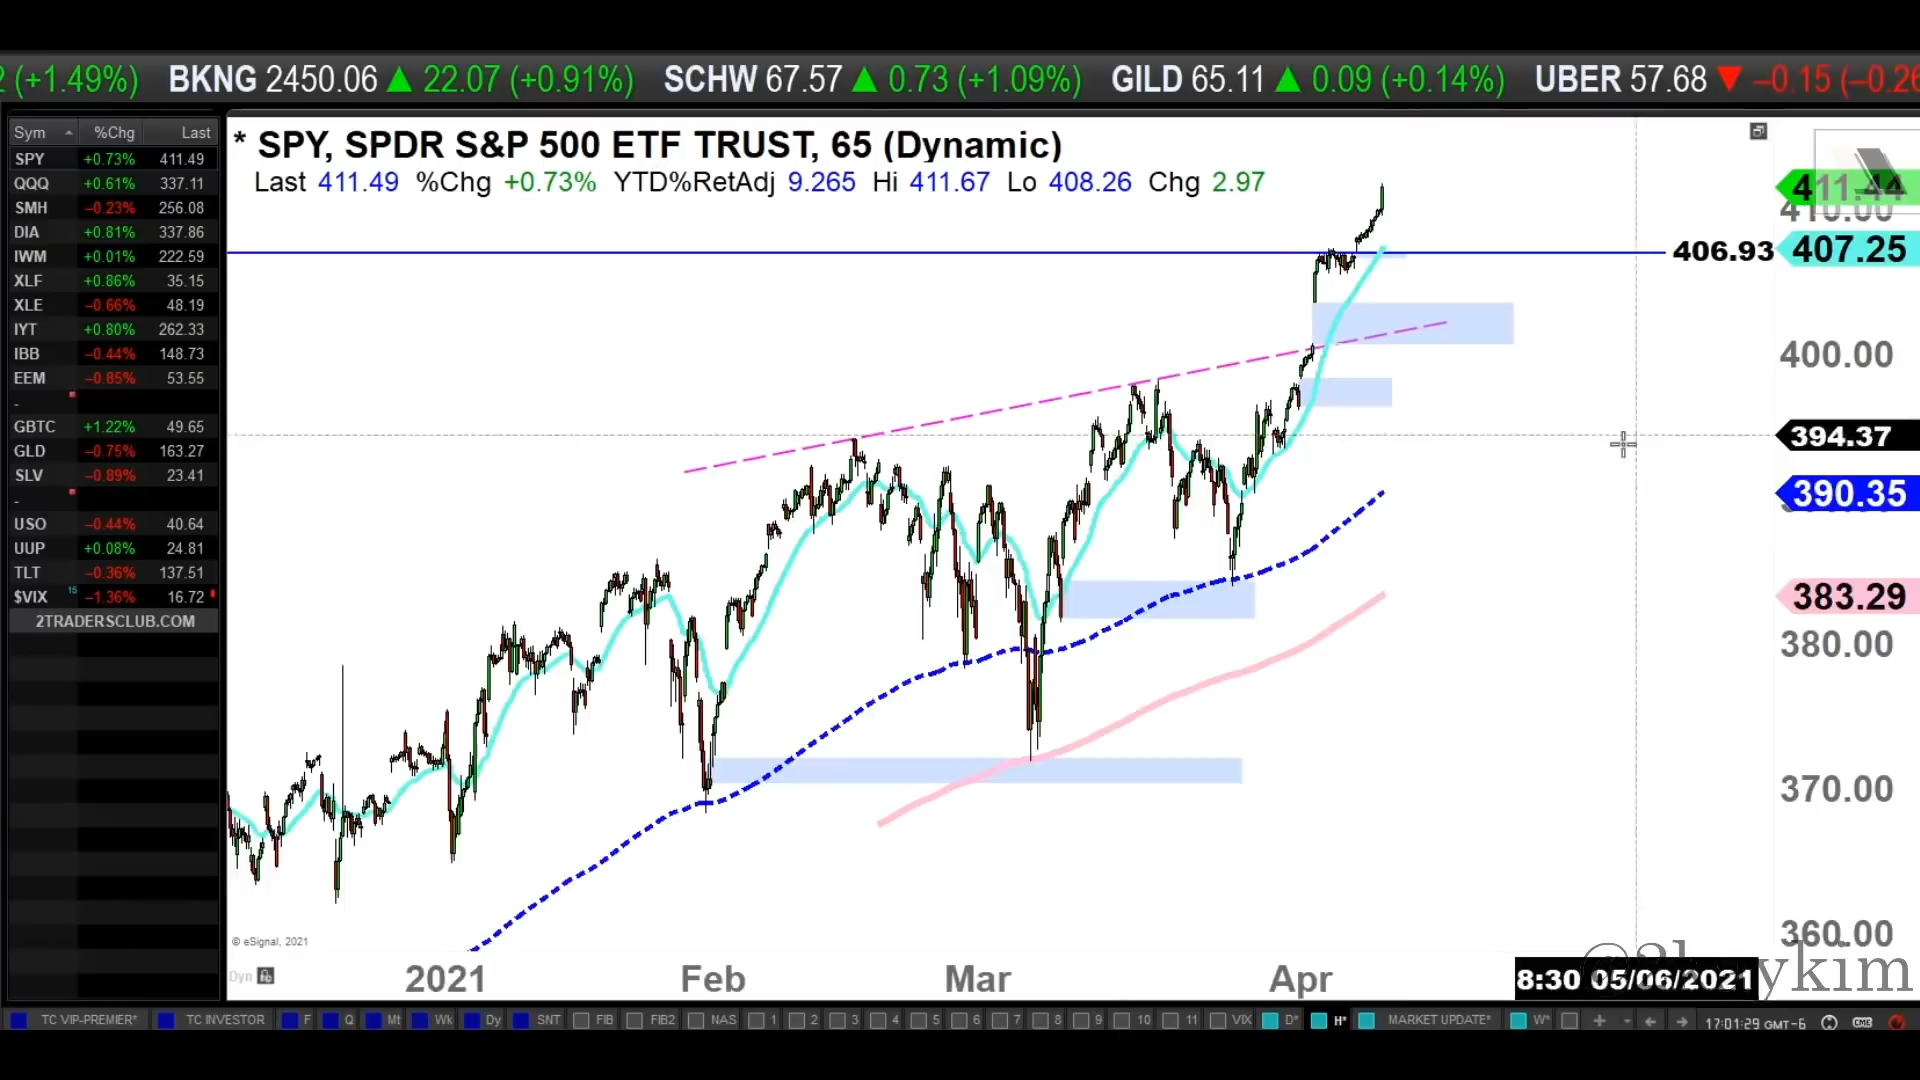 (+1.49%) BKNG 2450.06 ▲ 22.07 (+0.91%) SCHW 67.57 ▲ 0.73 (+1.09%) GILD 65.11 ▲ 0.09 (+0.14%) UBER 57.68 ▼ –0.15
Sym %Chg Last
SPY +0.73% 411.49
QQQ +0.61% 337.11
SMH –0.23% 256.08
DIA +0.81% 337.86
IWM +0.01% 222.59
XLF +0.86% 35.15
XLE –0.66% 48.19
IYT +0.80% 262.33
IBB –0.44% 148.73
EEM –0.85% 53.55
-
GBTC +1.22% 49.65
GLD –0.75% 163.27
SLV –0.89% 23.41
-
USO –0.44% 40.64
UUP +0.08% 24.81
TLT –0.36% 137.51
$VIX 15 –1.36% 16.72
2TRADERSCLUB.COM
* SPY, SPDR S&P 500 ETF TRUST, 65 (Dynamic)
Last 411.49 %Chg +0.73% YTD%RetAdj 9.265 Hi 411.67 Lo 408.26 Chg 2.97
411.44
410.00
406.93 407.25
400.00
394.37
390.35
383.29
380.00
370.00
360.00
© eSignal, 2021
Dyn
2021 Feb Mar Apr 8:30 05/06/2021
TC VIP-PREMIER* TC INVESTOR F Q Mt Wk Dy SNT FIB FIB2 NAS 1 2 3 4 5 6 7 8 9 10 11 VIX D* H* MARKET UPDATE* W* 17:01:29 GMT-6 CME